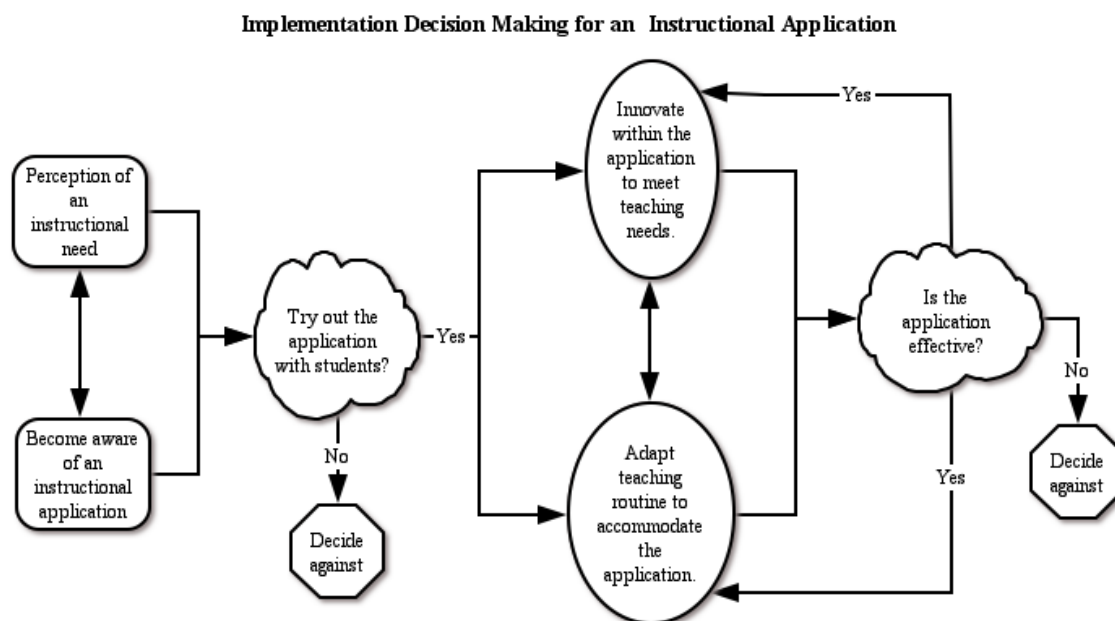 Implementation Decision Making for an Instructional Application
Perception of
an
instructional
need
Become aware
of an
instructional
application
Try out the
application
with students?
No
Decide
against
Yes
Innovate
within the
application
to meet
teaching
needs.
Adapt
teaching
routine to
accommodate
the
application.
Yes
Is the
application
effective?
Yes
No
Decide
against